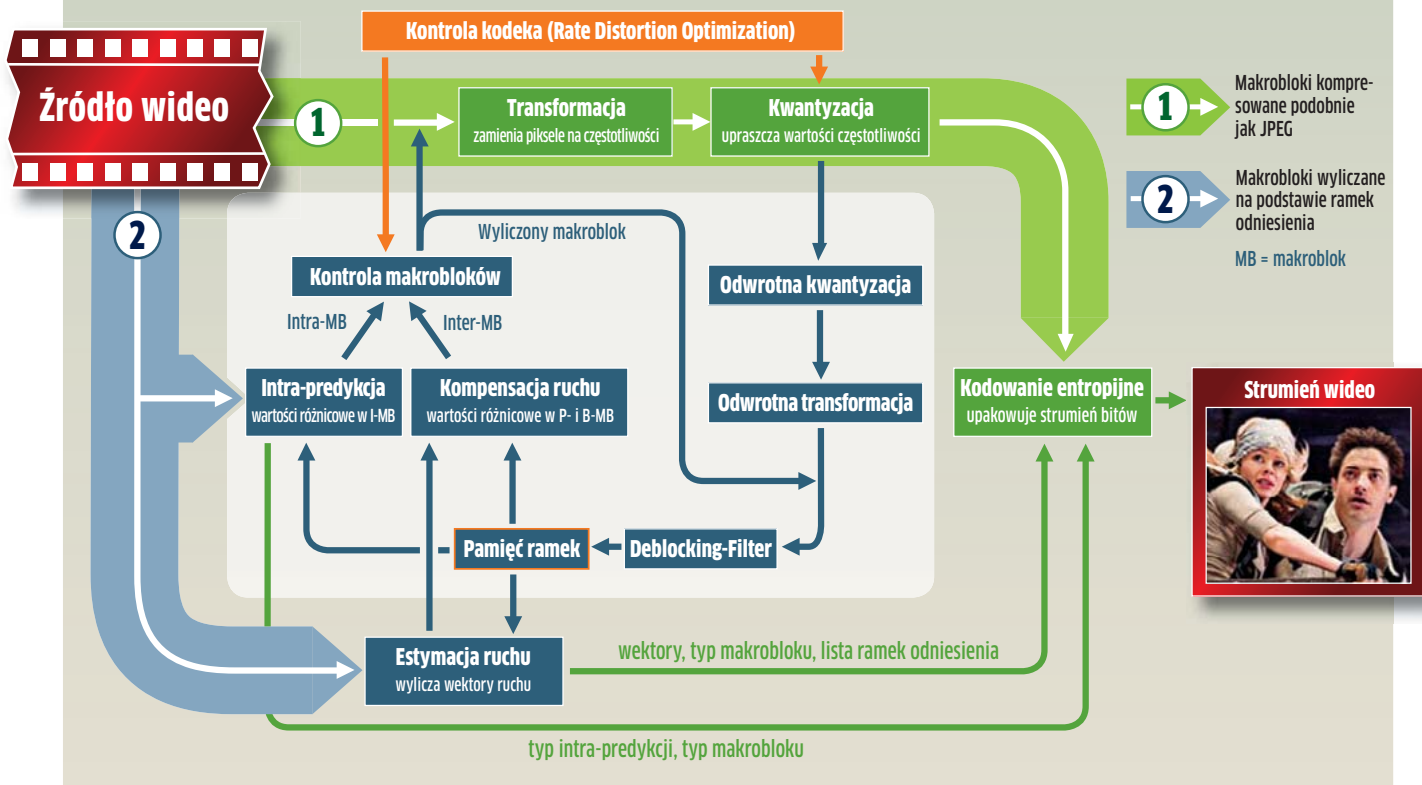 Kontrola kodeka (Rate Distortion Optimization)
Źródło wideo
1
Transformacja
zamienia piksele na częstotliwości
Kwantyzacja
upraszcza wartości częstotliwości
1
Makrobloki kompre-
sowane podobnie
jak JPEG
2
Makrobloki wyliczane
na podstawie ramek
odniesienia
MB = makroblok
2
Wyliczony makroblok
Kontrola makrobloków
Odwrotna kwantyzacja
Intra-MB
Inter-MB
Intra-predykcja
wartości różnicowe w I-MB
Kompensacja ruchu
wartości różnicowe w P- i B-MB
Odwrotna transformacja
Kodowanie entropijne
upakowuje strumień bitów
Strumień wideo
Pamięć ramek
Deblocking-Filter
Estymacja ruchu
wylicza wektory ruchu
wektory, typ makrobloku, lista ramek odniesienia
typ intra-predykcji, typ makrobloku